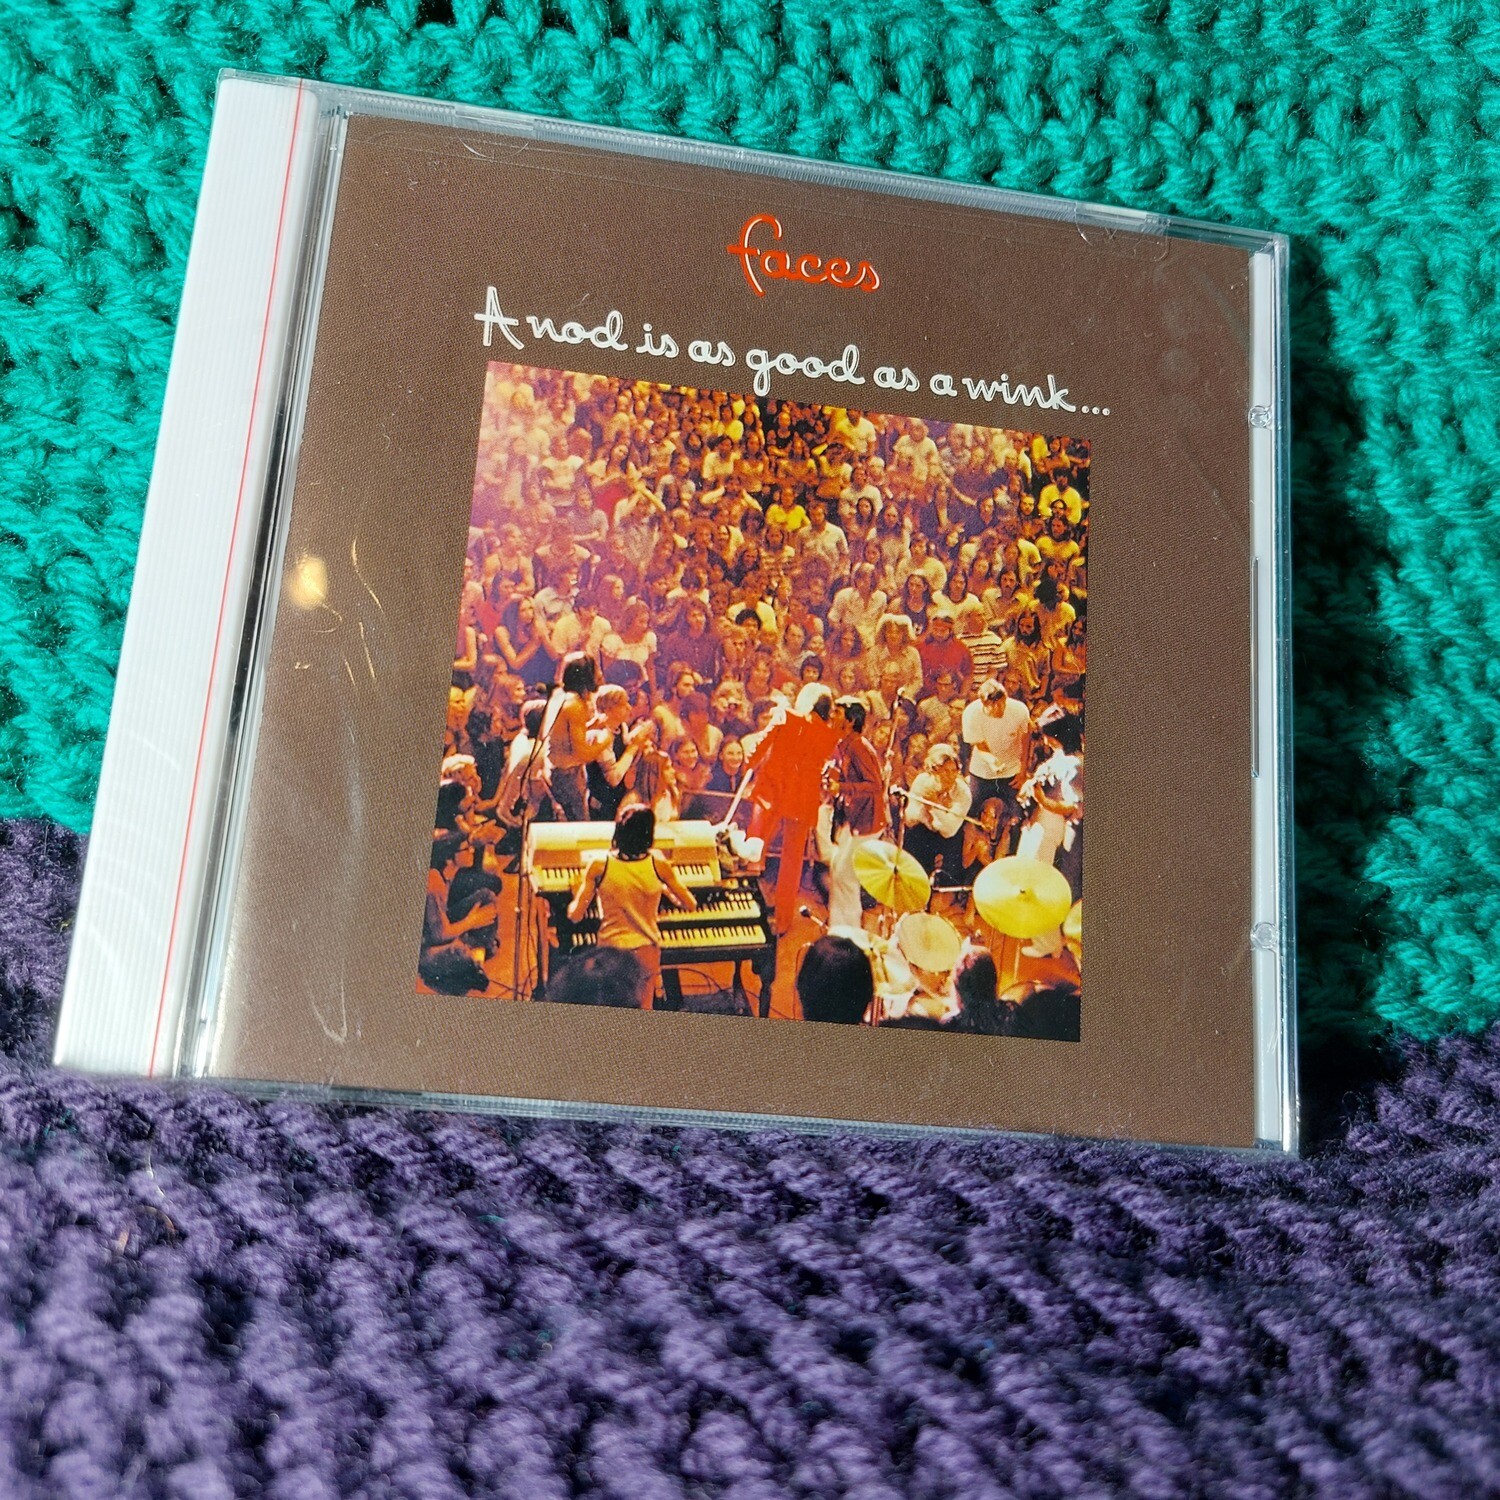 faces
A nod is as good as a wink...